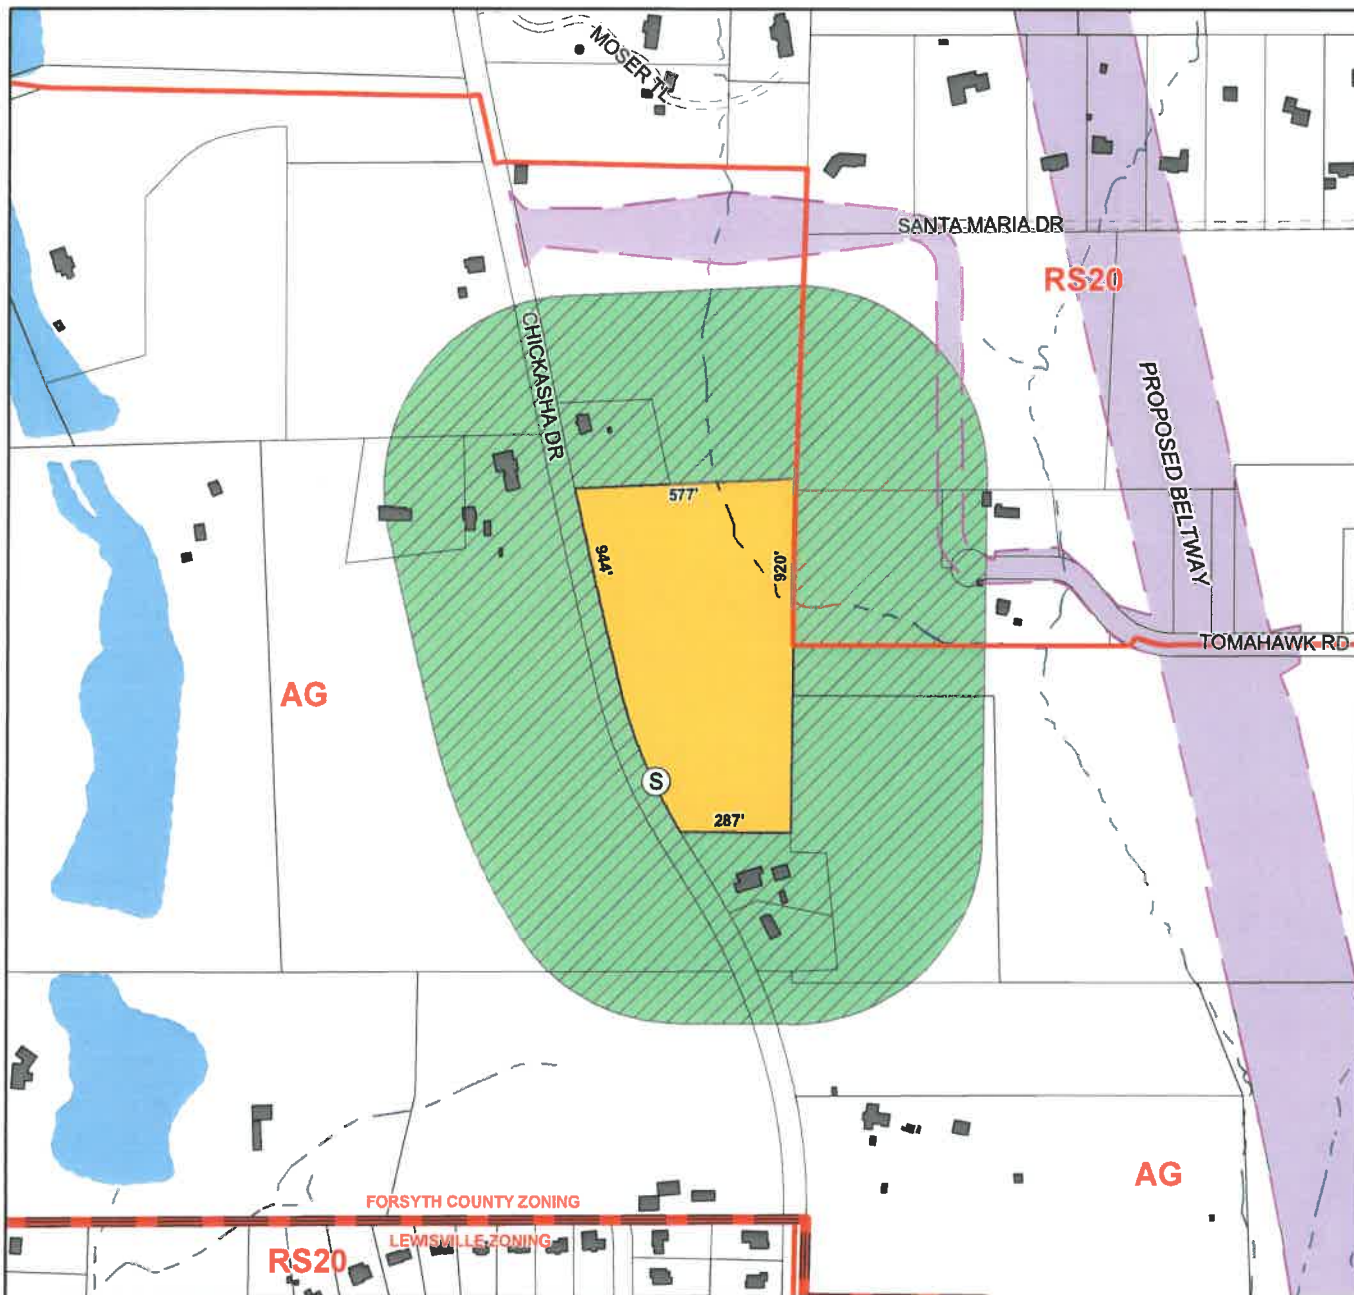 MOSER TL
SANTA MARIA DR
RS20
CHICKASHA DR
PROPOSED BELTWAY
577'
944'
920'
TOMAHAWK RD
AG
S
287'
AG
FORSYTH COUNTY ZONING
LEWISVILLE ZONING
RS20